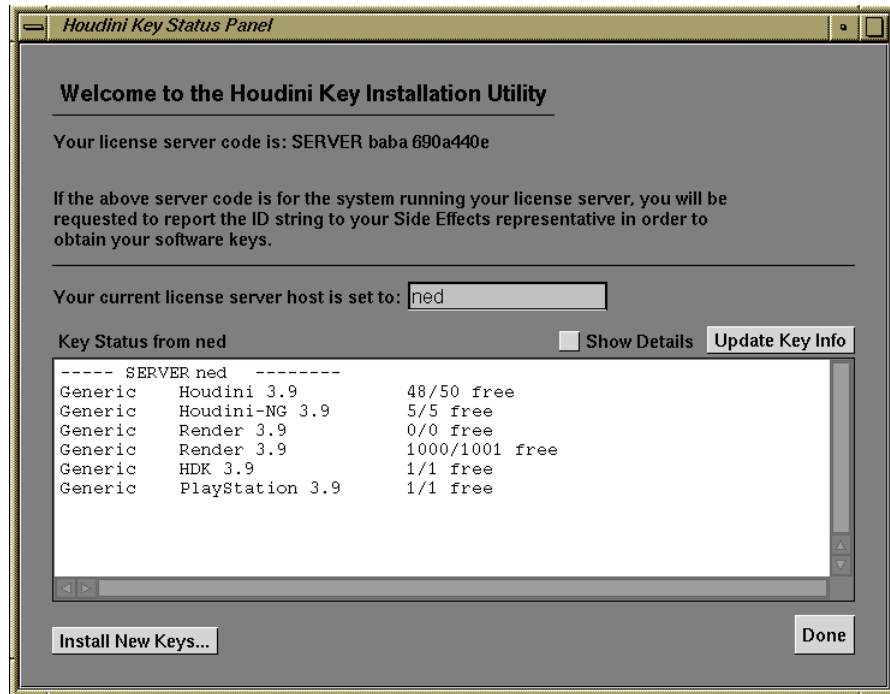 Houdini Key Status Panel
Welcome to the Houdini Key Installation Utility
Your license server code is: SERVER baba 690a440e
If the above server code is for the system running your license server, you will be
requested to report the ID string to your Side Effects representative in order to
obtain your software keys.
Your current license server host is set to: ned
Key Status from ned Show Details Update Key Info
----- SERVER ned --------
Generic Houdini 3.9 48/50 free
Generic Houdini-NG 3.9 5/5 free
Generic Render 3.9 0/0 free
Generic Render 3.9 1000/1001 free
Generic HDK 3.9 1/1 free
Generic PlayStation 3.9 1/1 free
Install New Keys... Done